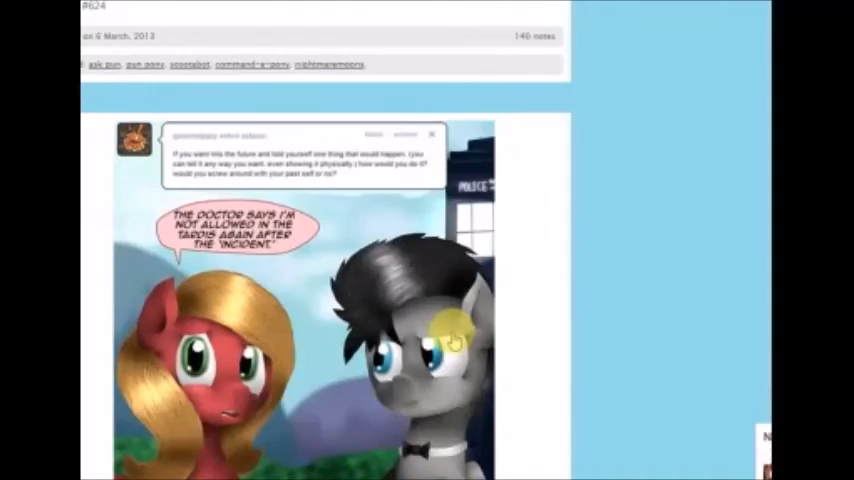 #624
on 6 March, 2013
140 notes
ask pun, pun pony, scootabot, command-a-pony, nightmaremoons,
If you went into the future and told yourself one thing that would happen. (you
can tell it any way you want. even showing it physically.) how would you do it?
would you screw around with your past self or no?
POLICE
THE DOCTOR SAYS I'M
NOT ALLOWED IN THE
TARDIS AGAIN AFTER
THE "INCIDENT."
N